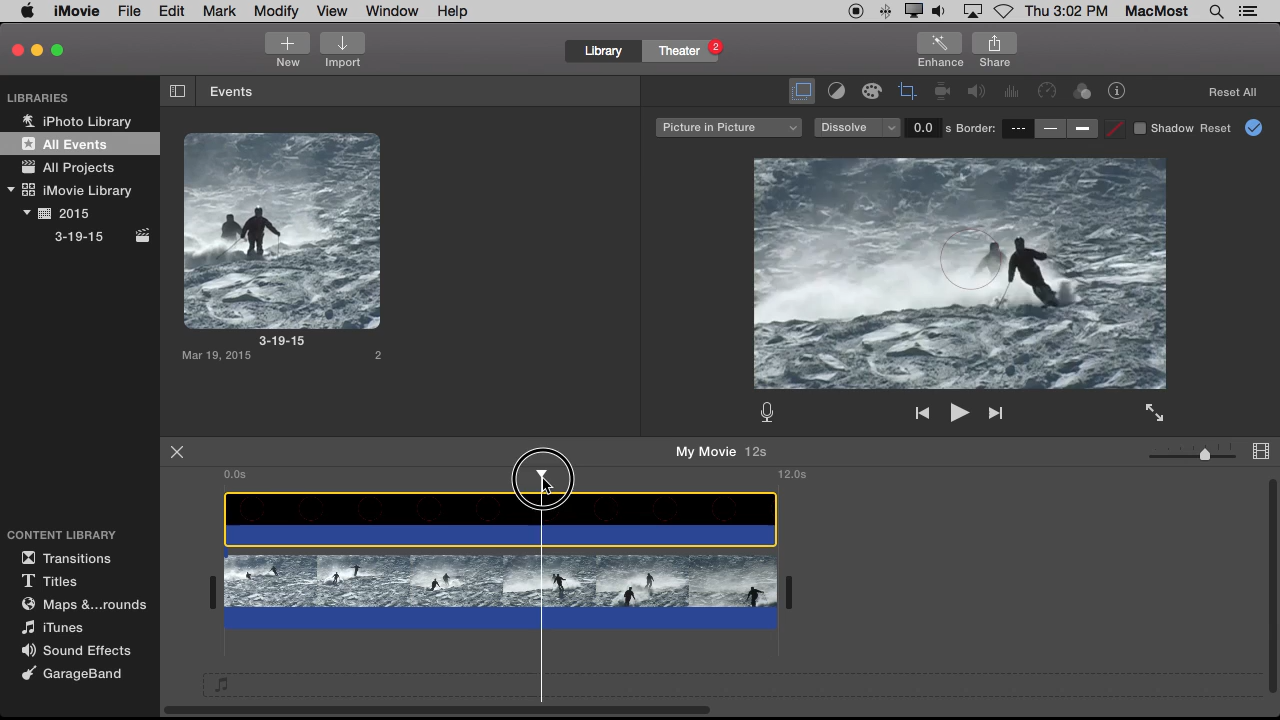 iMovie File Edit Mark Modify View Window Help Thu 3:02 PM MacMost
Library Theater 2
New Import Enhance Share
LIBRARIES
iPhoto Library
All Events
All Projects
iMovie Library
2015
3-19-15
Events
Reset All
Picture in Picture Dissolve 0.0 s Border: Shadow Reset
3-19-15
Mar 19, 2015 2
My Movie 12s
0.0s 12.0s
CONTENT LIBRARY
Transitions
Titles
Maps &...rounds
iTunes
Sound Effects
GarageBand